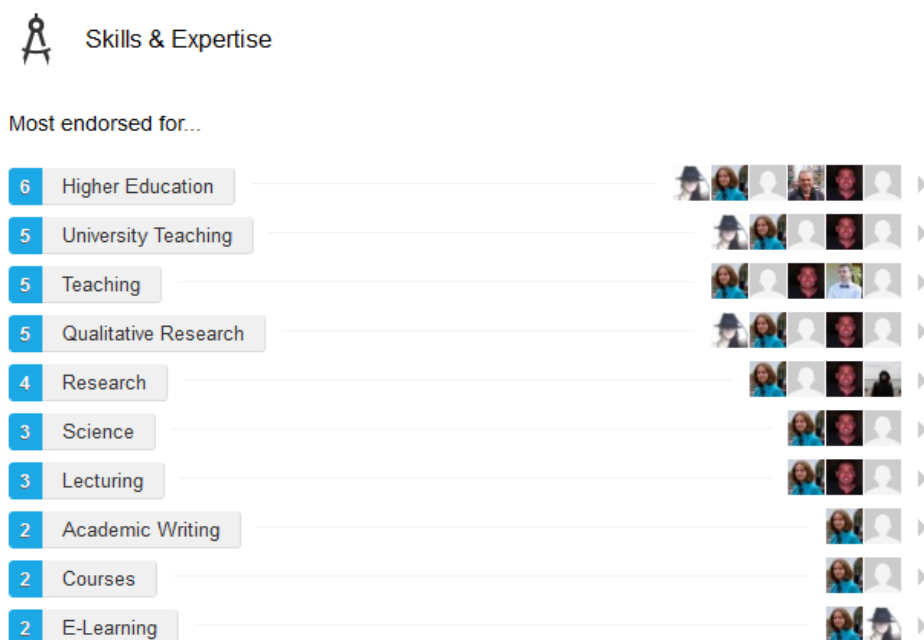 Skills & Expertise
Most endorsed for...
6 Higher Education
5 University Teaching
5 Teaching
5 Qualitative Research
4 Research
3 Science
3 Lecturing
2 Academic Writing
2 Courses
2 E-Learning